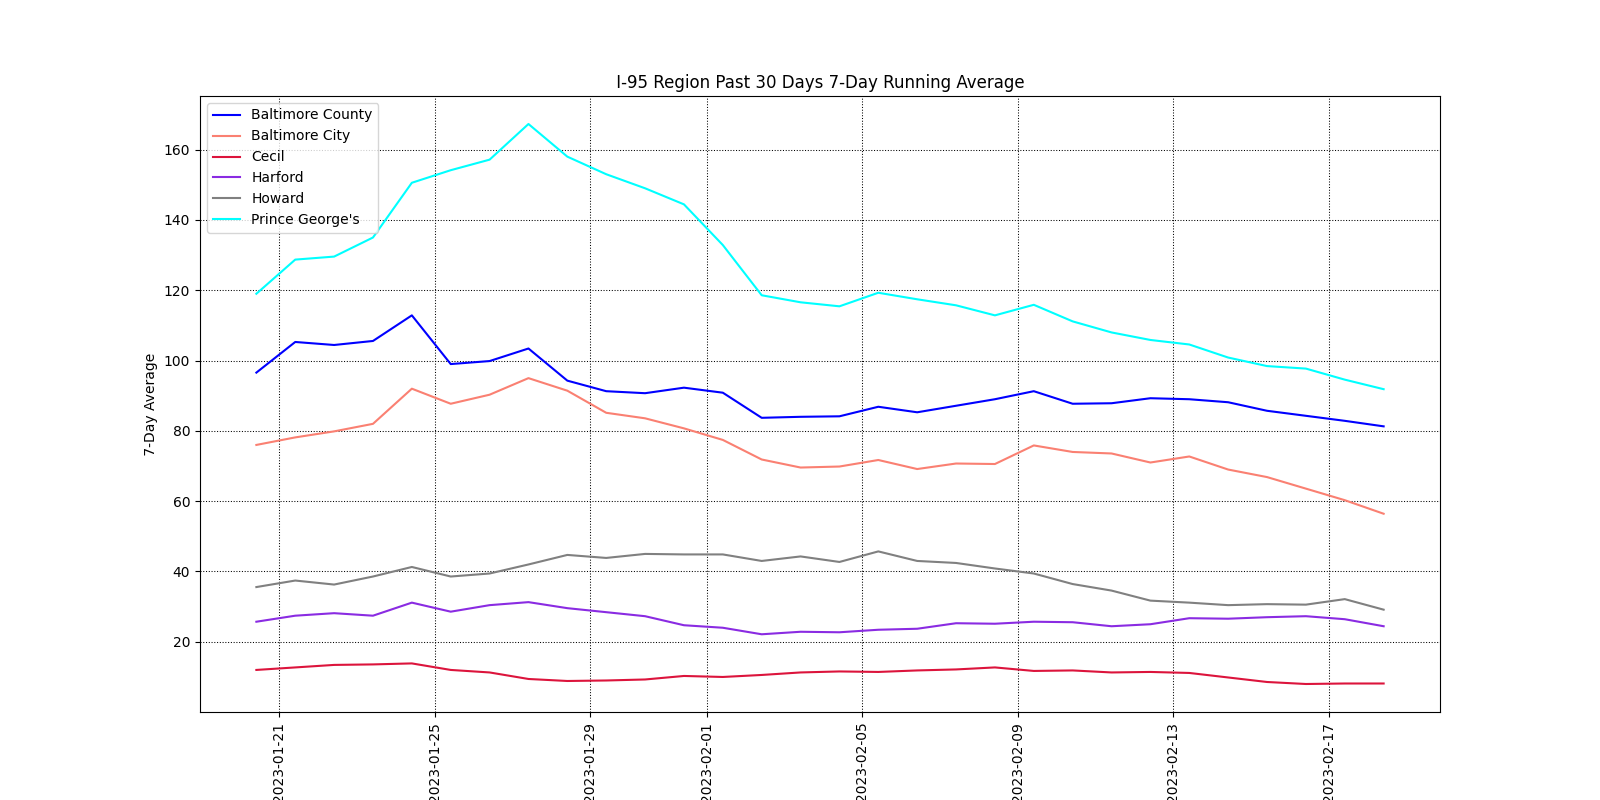 I-95 Region Past 30 Days 7-Day Running Average
Baltimore County
Baltimore City
Cecil
Harford
Howard
Prince George's
7-Day Average
160
140
120
100
80
60
40
20
2023-01-21
2023-01-25
2023-01-29
2023-02-01
2023-02-05
2023-02-09
2023-02-13
2023-02-17